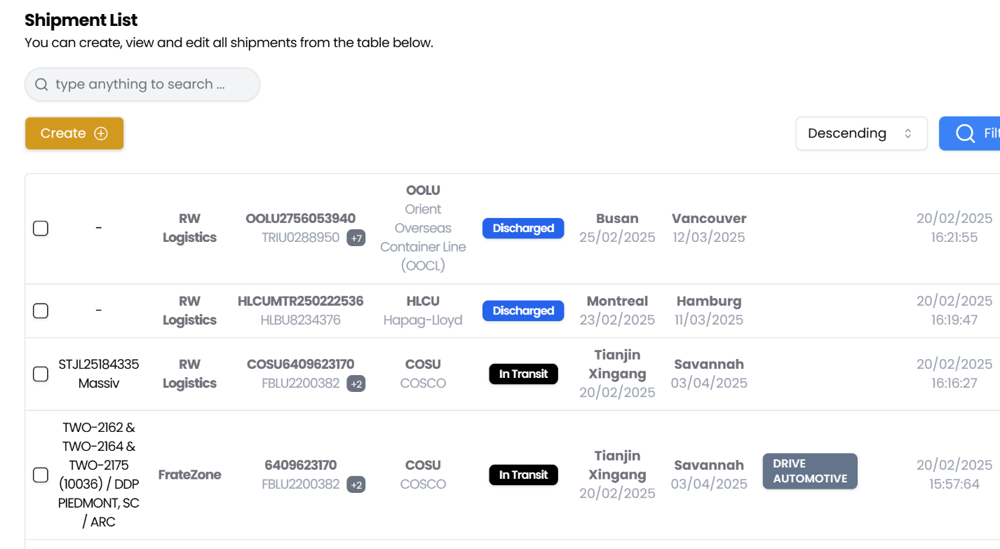 Shipment List
You can create, view and edit all shipments from the table below.
type anything to search ...
Create
Descending
Filt
-
RW
Logistics
OOLU2756053940
TRIU0288950 +7
OOLU
Orient
Overseas
Container Line
(OOCL)
Discharged
Busan
25/02/2025
Vancouver
12/03/2025
20/02/2025
16:21:55
-
RW
Logistics
HLCUMTR250222536
HLBU8234376
HLCU
Hapag-Lloyd
Discharged
Montreal
23/02/2025
Hamburg
11/03/2025
20/02/2025
16:19:47
STJL25184335
Massiv
RW
Logistics
COSU6409623170
FBLU2200382 +2
COSU
COSCO
In Transit
Tianjin
Xingang
20/02/2025
Savannah
03/04/2025
20/02/2025
16:16:27
TWO-2162 &
TWO-2164 &
TWO-2175
(10036) / DDP
PIEDMONT, SC
/ ARC
FrateZone
6409623170
FBLU2200382 +2
COSU
COSCO
In Transit
Tianjin
Xingang
20/02/2025
Savannah
03/04/2025
DRIVE
AUTOMOTIVE
20/02/2025
15:57:64